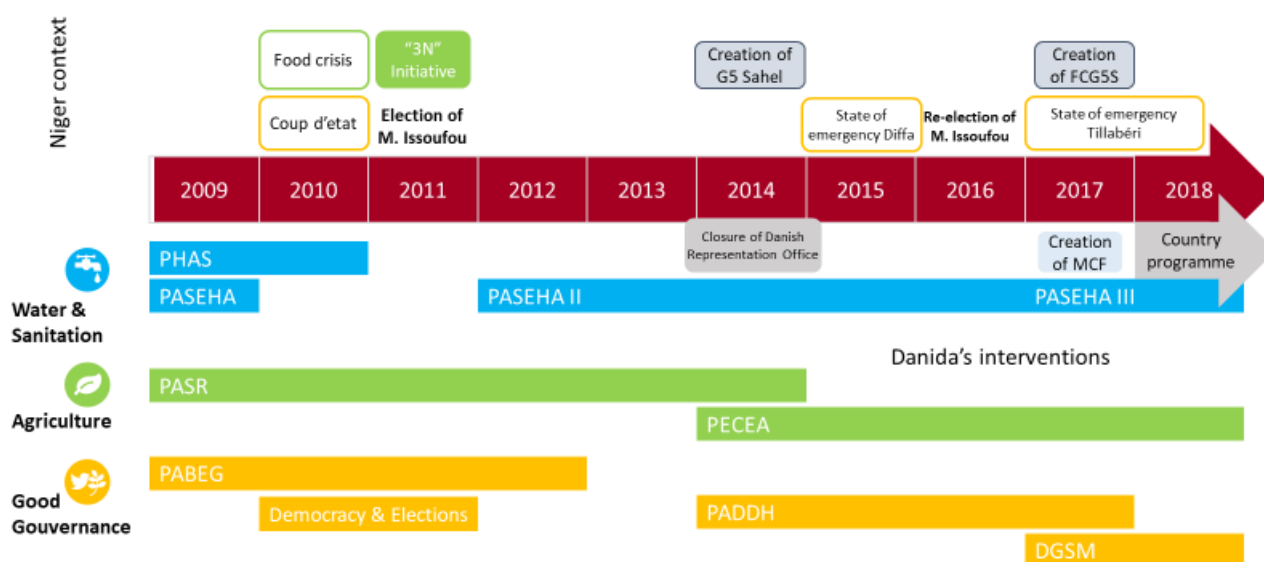 Niger context
Food crisis
"3N"
Initiative
Creation of
G5 Sahel
Creation
of FCG5S
Coup d'etat
Election of
M. Issoufou
State of
emergency Diffa
Re-election of
M. Issoufou
State of emergency
Tillabéri
2009
2010
2011
2012
2013
2014
2015
2016
2017
2018
Closure of Danish
Representation Office
Creation
of MCF
Country
programme
PHAS
PASEHA
PASEHA II
PASEHA III
Water &
Sanitation
Danida's interventions
PASR
PECEA
Agriculture
PABEG
Democracy & Elections
PADDH
DGSM
Good
Gouvernance